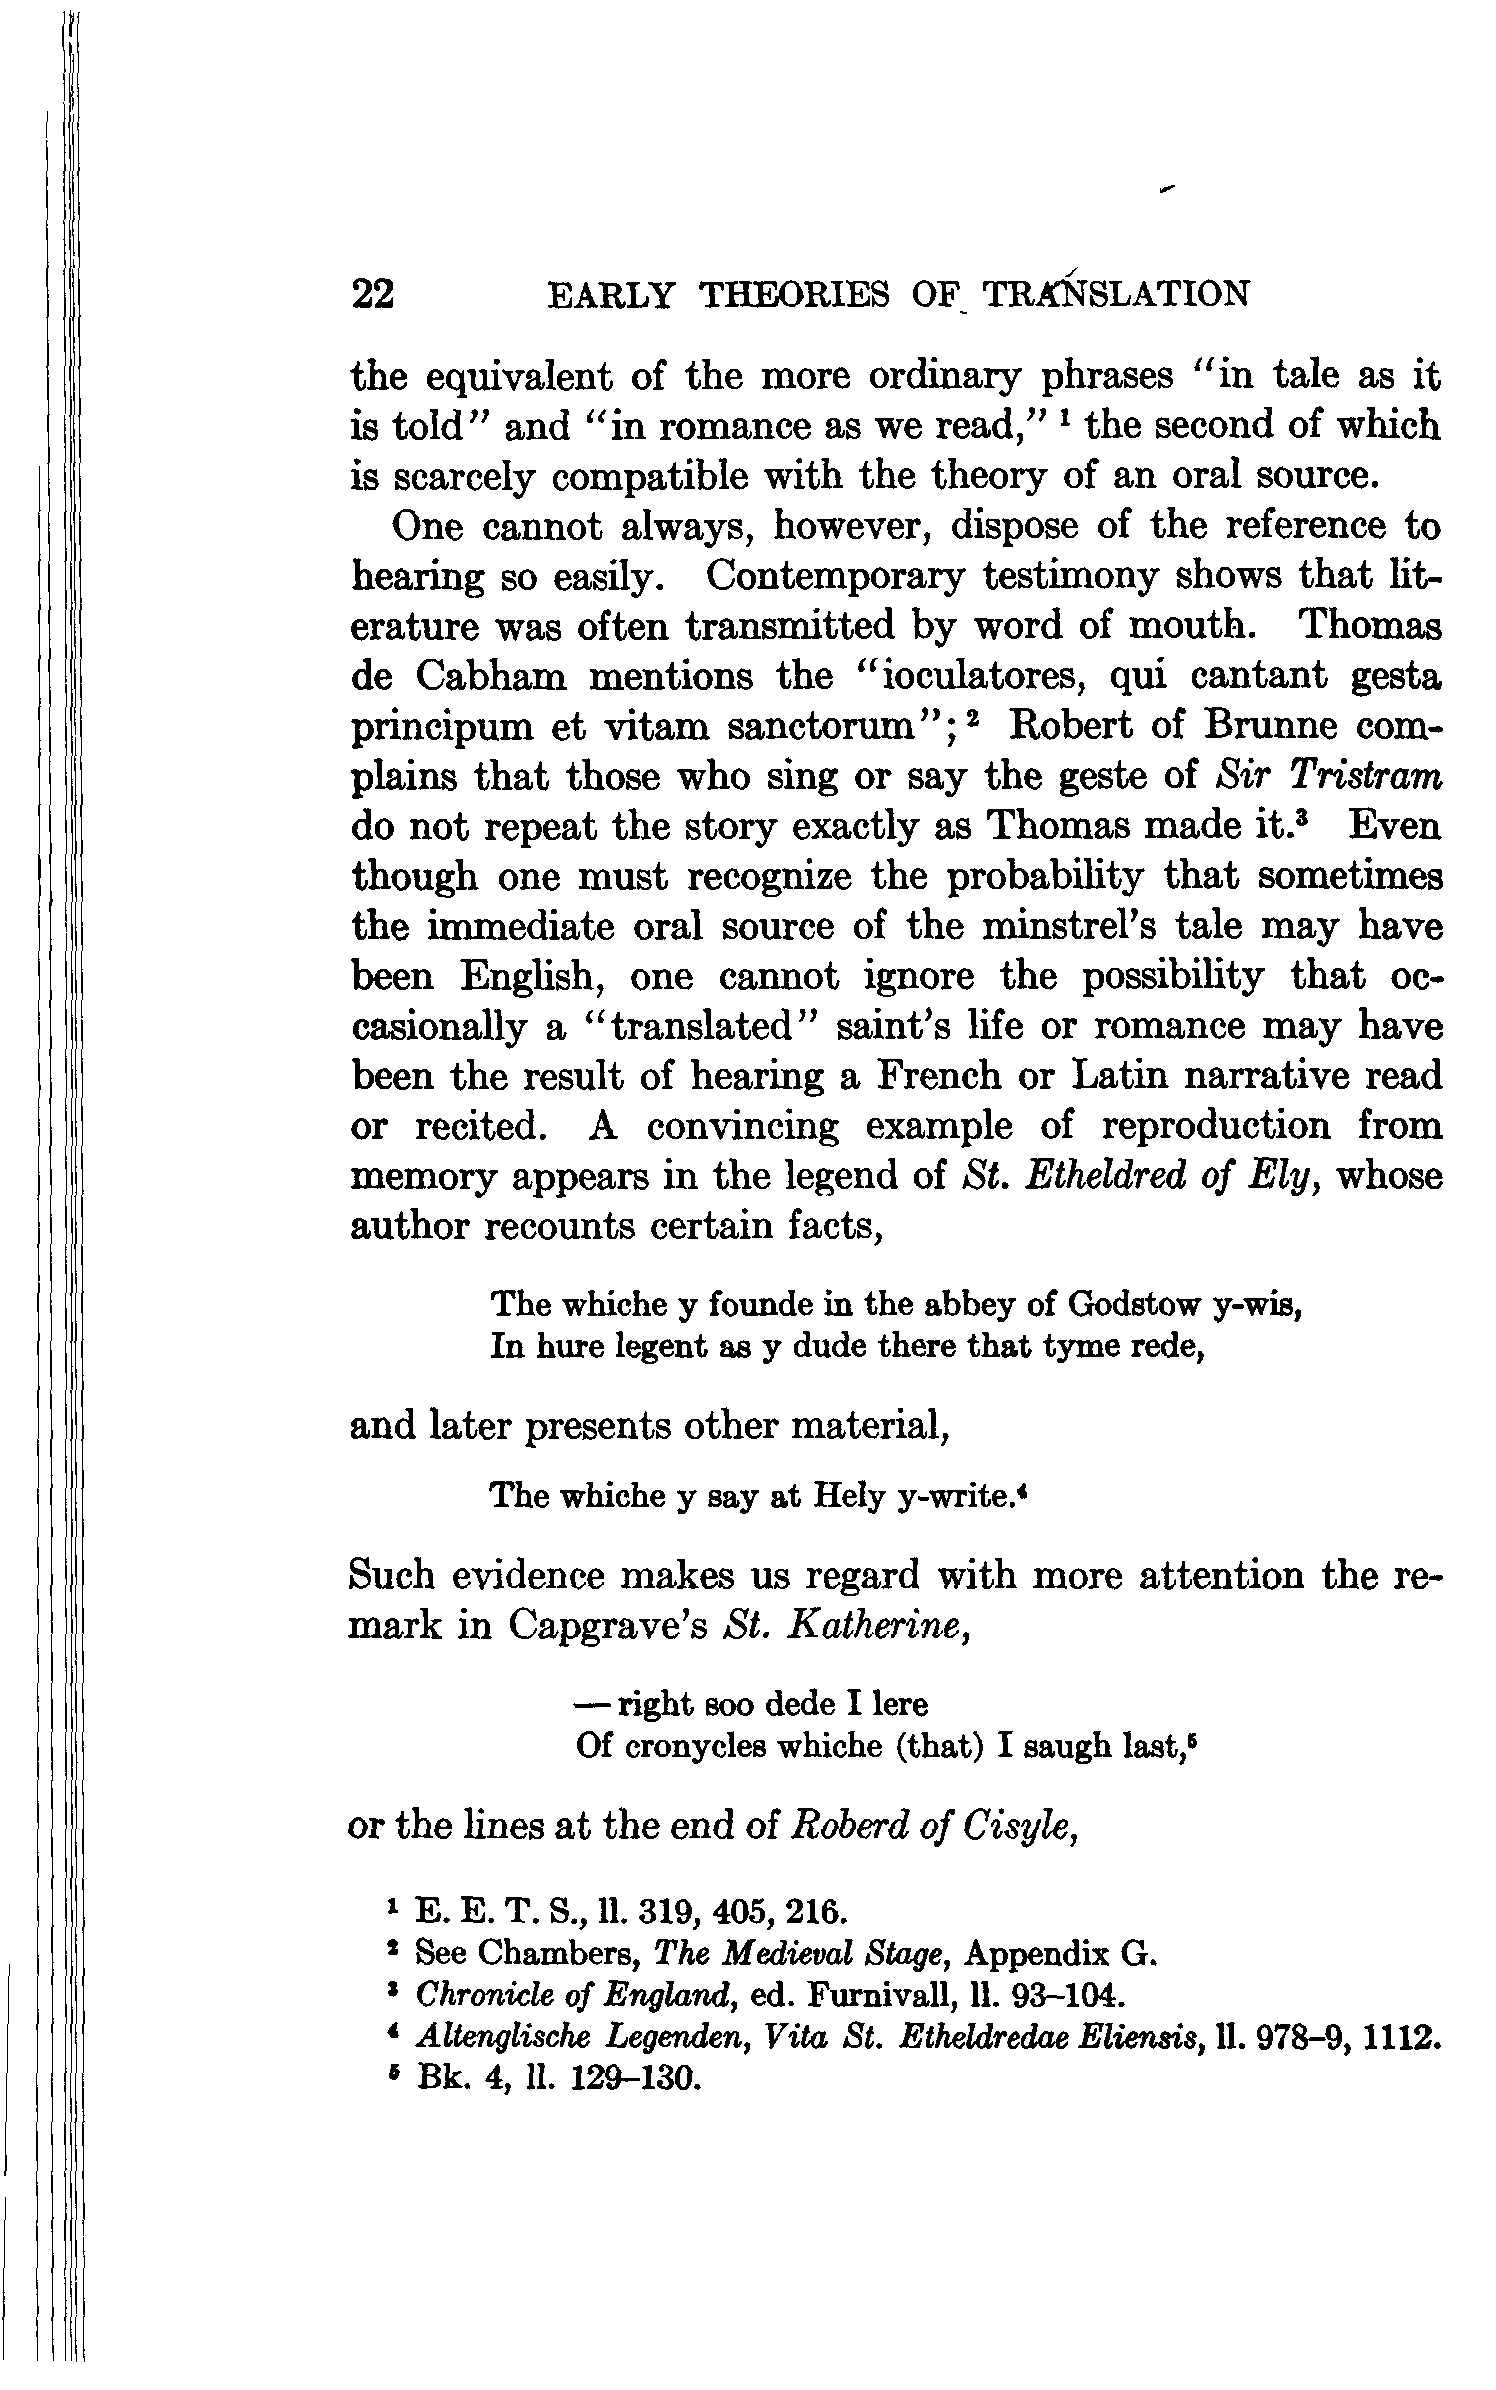 22 EARLY THEORIES OF TRANSLATION
the equivalent of the more ordinary phrases "in tale as it
is told" and "in romance as we read," ¹ the second of which
is scarcely compatible with the theory of an oral source.
One cannot always, however, dispose of the reference to
hearing so easily. Contemporary testimony shows that lit-
erature was often transmitted by word of mouth. Thomas
de Cabham mentions the "ioculatores, qui cantant gesta
principum et vitam sanctorum"; ² Robert of Brunne com-
plains that those who sing or say the geste of Sir Tristram
do not repeat the story exactly as Thomas made it.³ Even
though one must recognize the probability that sometimes
the immediate oral source of the minstrel's tale may have
been English, one cannot ignore the possibility that oc-
casionally a "translated" saint's life or romance may have
been the result of hearing a French or Latin narrative read
or recited. A convincing example of reproduction from
memory appears in the legend of St. Etheldred of Ely, whose
author recounts certain facts,
The whiche y founde in the abbey of Godstow y-wis,
In hure legent as y dude there that tyme rede,
and later presents other material,
The whiche y say at Hely y-write.⁴
Such evidence makes us regard with more attention the re-
mark in Capgrave's St. Katherine,
— right soo dede I lere
Of cronycles whiche (that) I saugh last,⁵
or the lines at the end of Roberd of Cisyle,
¹ E. E. T. S., ll. 319, 405, 216.
² See Chambers, The Medieval Stage, Appendix G.
³ Chronicle of England, ed. Furnivall, ll. 93–104.
⁴ Altenglische Legenden, Vita St. Etheldredae Eliensis, ll. 978–9, 1112.
⁵ Bk. 4, ll. 129–130.